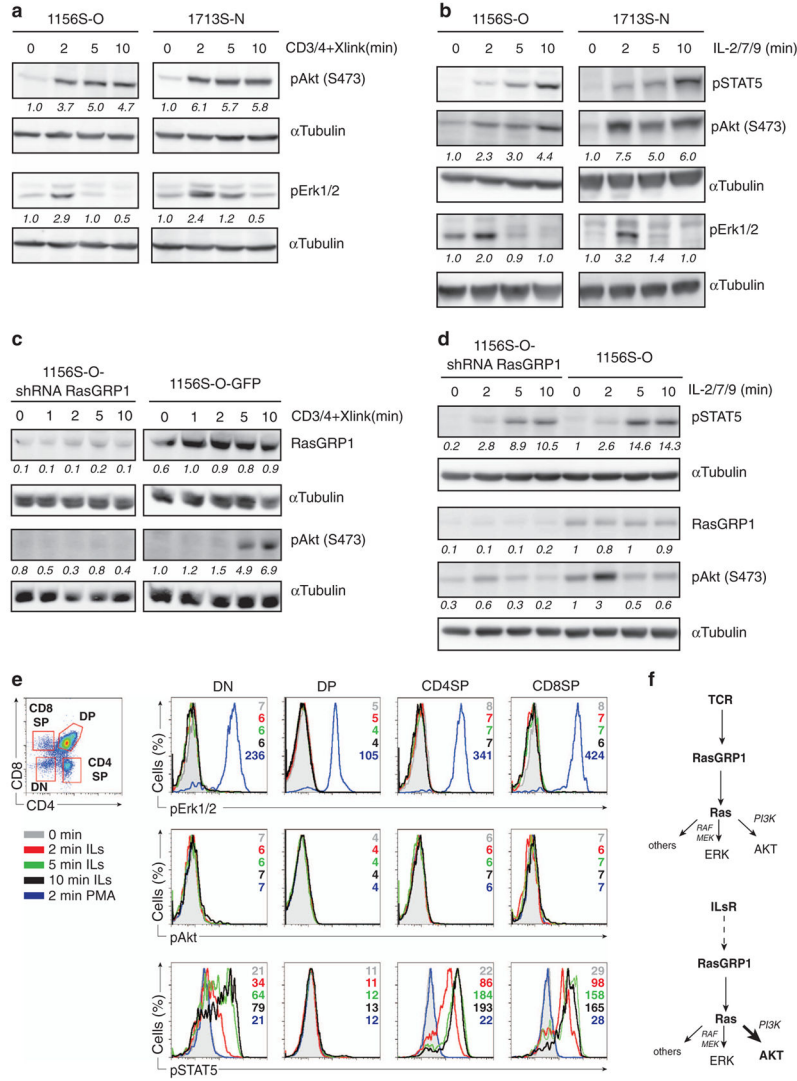 a
1156S-O 1713S-N
0 2 5 10 0 2 5 10 CD3/4+Xlink(min)
pAkt (S473)
1.0 3.7 5.0 4.7 1.0 6.1 5.7 5.8
αTubulin
pErk1/2
1.0 2.9 1.0 0.5 1.0 2.4 1.2 0.5
αTubulin
b
1156S-O 1713S-N
0 2 5 10 0 2 5 10 IL-2/7/9 (min)
pSTAT5
pAkt (S473)
1.0 2.3 3.0 4.4 1.0 7.5 5.0 6.0
αTubulin
pErk1/2
1.0 2.0 0.9 1.0 1.0 3.2 1.4 1.0
αTubulin
c
1156S-O-
shRNA RasGRP1 1156S-O-GFP
0 1 2 5 10 0 1 2 5 10 CD3/4+Xlink(min)
RasGRP1
0.1 0.1 0.1 0.2 0.1 0.6 1.0 0.9 0.8 0.9
αTubulin
pAkt (S473)
0.8 0.5 0.3 0.8 0.4 1.0 1.2 1.5 4.9 6.9
αTubulin
d
1156S-O-
shRNA RasGRP1 1156S-O
0 2 5 10 0 2 5 10 IL-2/7/9 (min)
pSTAT5
0.2 2.8 8.9 10.5 1 2.6 14.6 14.3
αTubulin
RasGRP1
0.1 0.1 0.1 0.2 1 0.8 1 0.9
pAkt (S473)
0.3 0.6 0.3 0.2 1 3 0.5 0.6
αTubulin
e
CD8
SP
DP
CD4
SP
DN
CD8
CD4
0 min
2 min ILs
5 min ILs
10 min ILs
2 min PMA
DN DP CD4SP CD8SP
Cells (%)
7 5 8 6
6 5 7 7
6 4 7 7
6 4 7 6
236 105 341 424
pErk1/2
Cells (%)
7 4 6 7
6 4 6 6
6 4 6 7
7 4 7 7
7 4 6 7
pAkt
Cells (%)
21 11 22 29
34 11 86 98
64 12 184 158
79 13 193 165
21 12 22 28
pSTAT5
f
TCR
RasGRP1
Ras
RAF
MEK
PI3K
others
ERK
AKT
ILsR
RasGRP1
Ras
RAF
MEK
PI3K
others
ERK
AKT